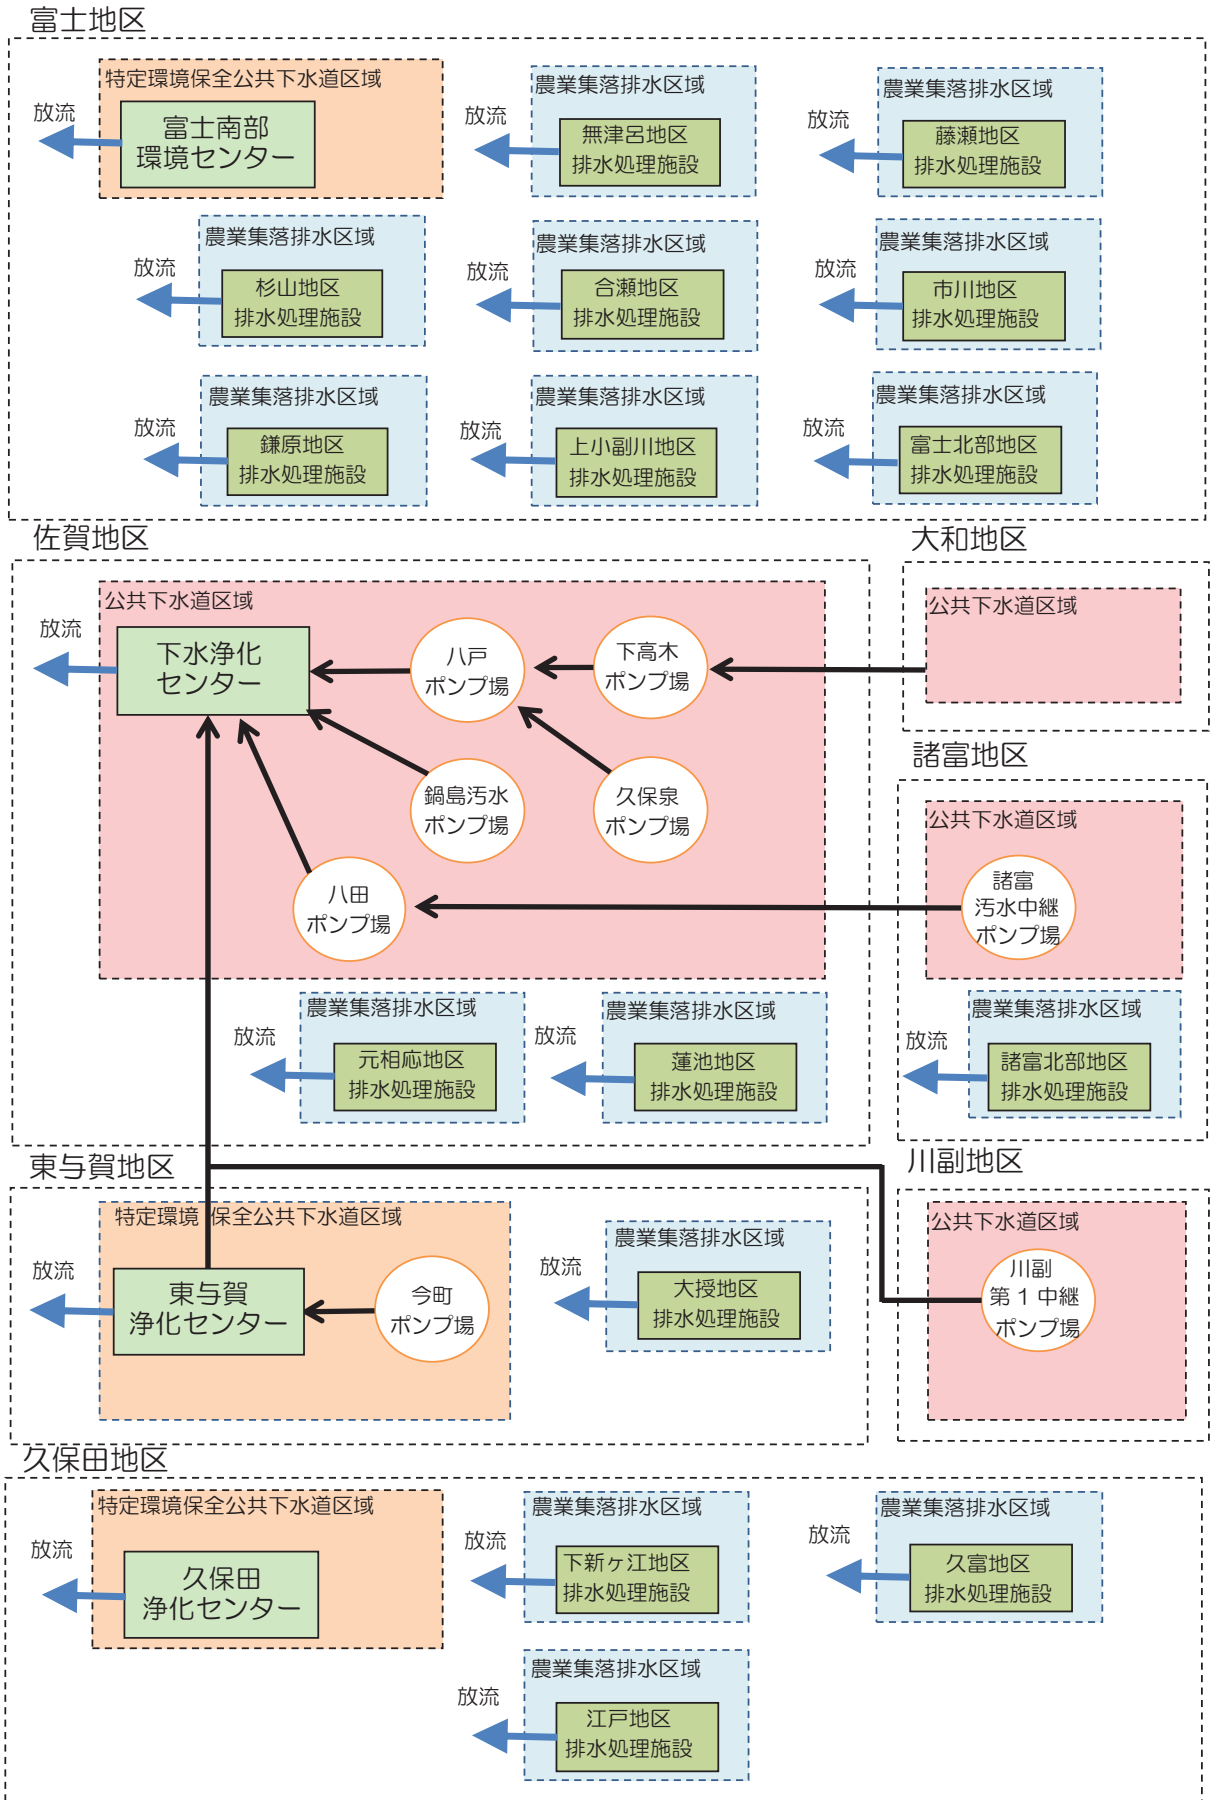 富士地区
特定環境保全公共下水道区域
放流
富士南部
環境センター
農業集落排水区域
放流
無津呂地区
排水処理施設
農業集落排水区域
放流
藤瀬地区
排水処理施設
農業集落排水区域
放流
杉山地区
排水処理施設
農業集落排水区域
放流
合瀬地区
排水処理施設
農業集落排水区域
放流
市川地区
排水処理施設
農業集落排水区域
放流
鎌原地区
排水処理施設
農業集落排水区域
放流
上小副川地区
排水処理施設
農業集落排水区域
放流
富士北部地区
排水処理施設
佐賀地区
公共下水道区域
放流
下水浄化
センター
八戸
ポンプ場
下高木
ポンプ場
鍋島汚水
ポンプ場
久保泉
ポンプ場
八田
ポンプ場
農業集落排水区域
放流
元相応地区
排水処理施設
農業集落排水区域
放流
蓮池地区
排水処理施設
大和地区
公共下水道区域
諸富地区
公共下水道区域
諸富
汚水中継
ポンプ場
農業集落排水区域
放流
諸富北部地区
排水処理施設
東与賀地区
特定環境 保全公共下水道区域
放流
東与賀
浄化センター
今町
ポンプ場
農業集落排水区域
放流
大授地区
排水処理施設
川副地区
公共下水道区域
川副
第1中継
ポンプ場
久保田地区
特定環境保全公共下水道区域
放流
久保田
浄化センター
農業集落排水区域
放流
下新ヶ江地区
排水処理施設
農業集落排水区域
放流
久富地区
排水処理施設
農業集落排水区域
放流
江戸地区
排水処理施設